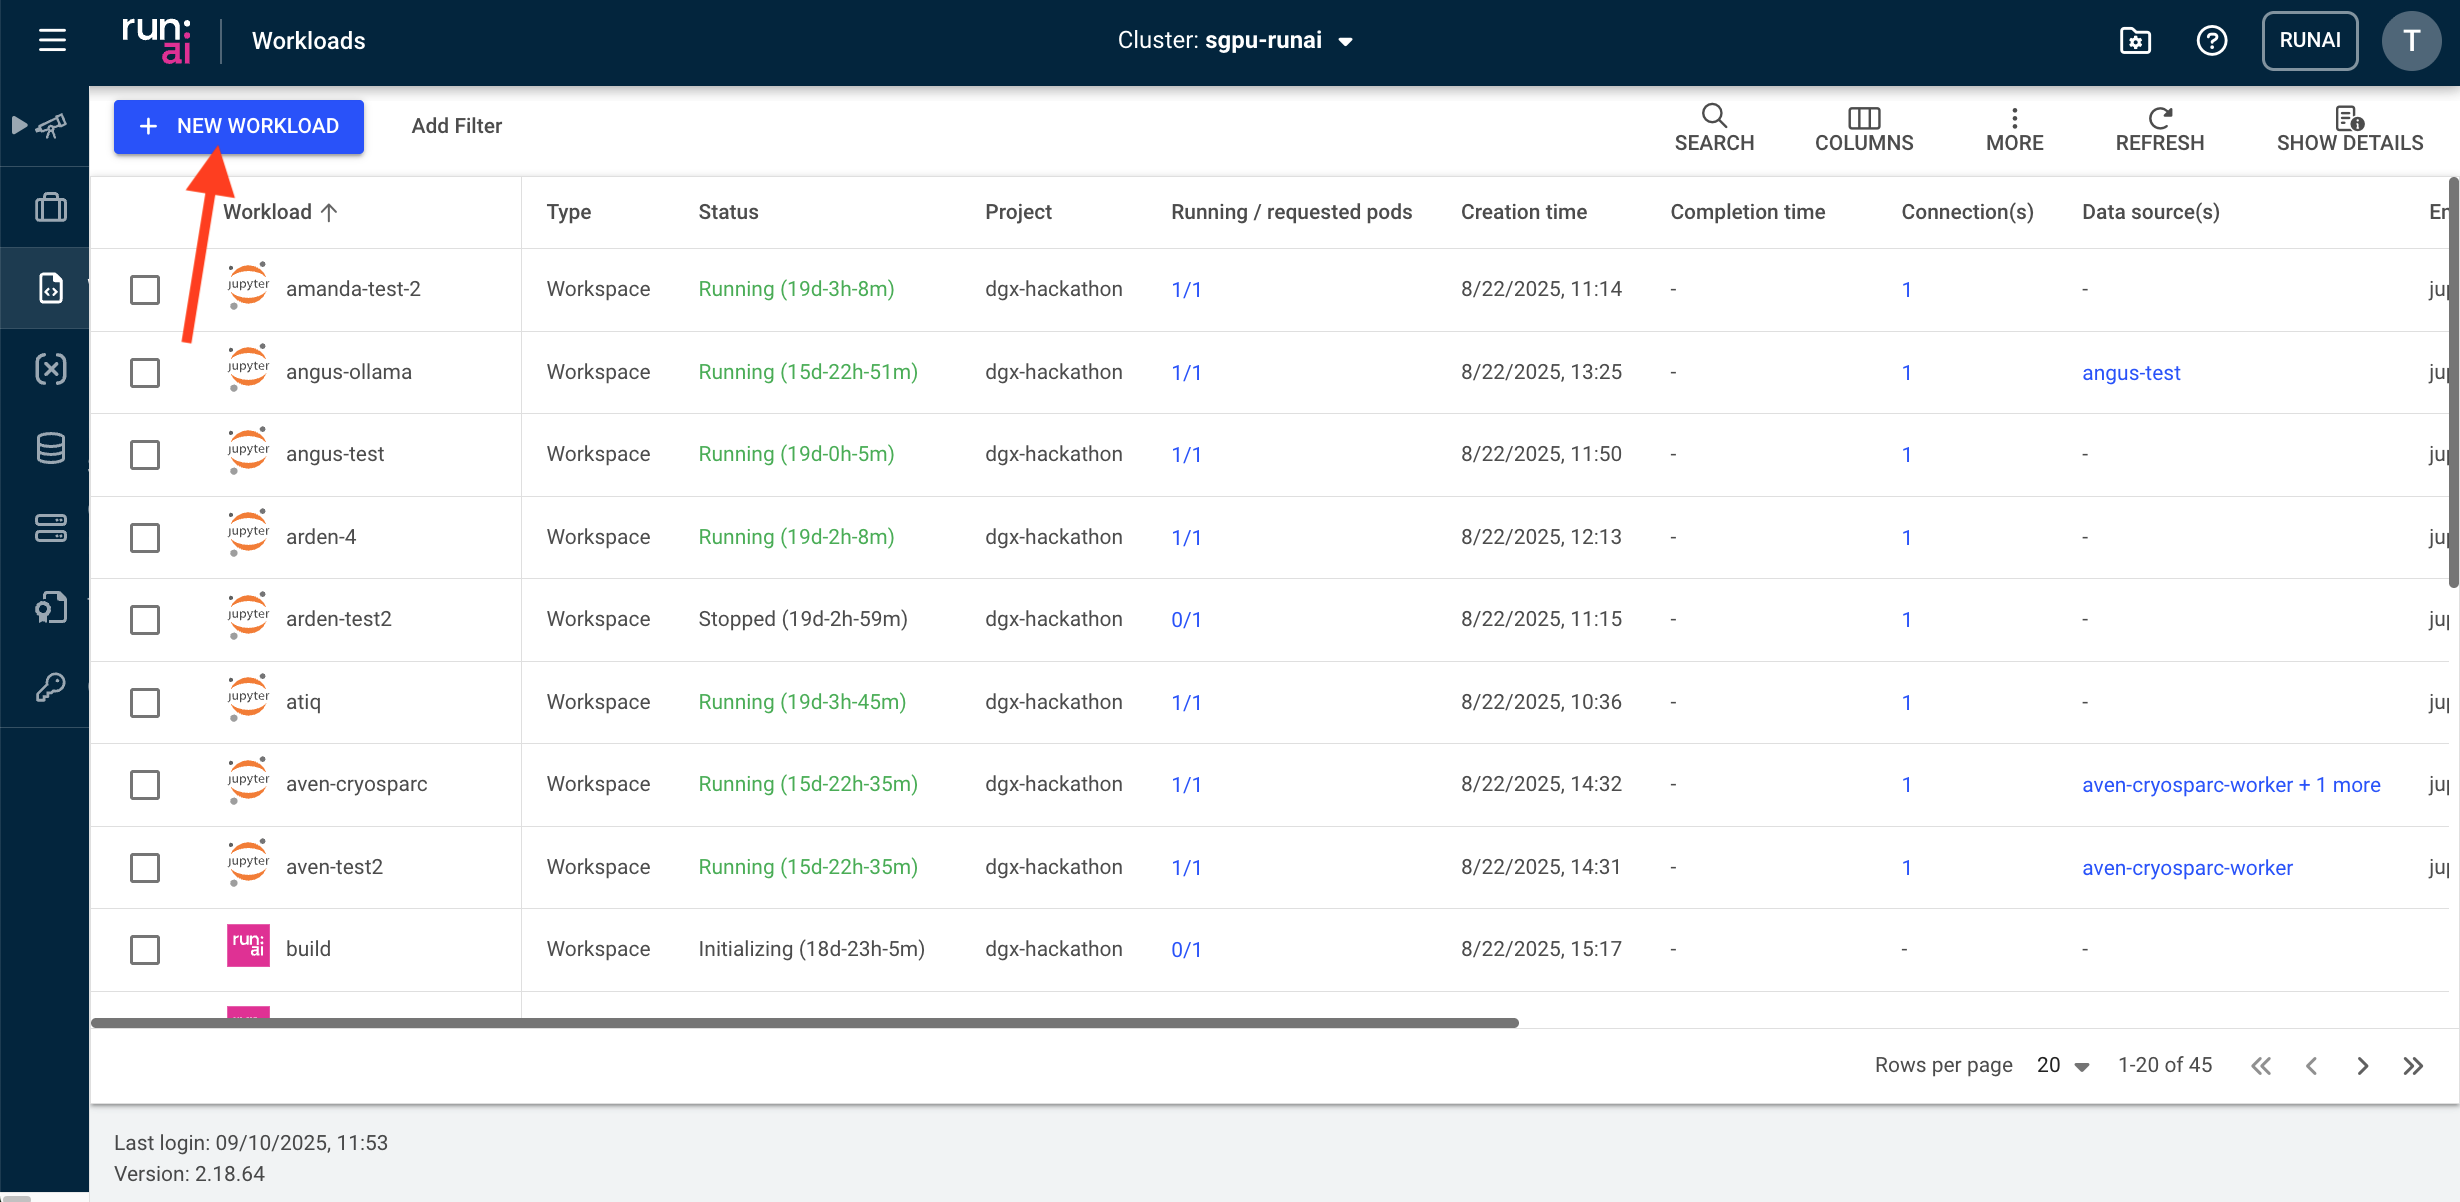 run:
ai
Workloads
Cluster: sgpu-runai
RUNAI
T
NEW WORKLOAD
Add Filter
SEARCH
COLUMNS
MORE
REFRESH
SHOW DETAILS
Workload Type Status Project Running / requested pods Creation time Completion time Connection(s) Data source(s)
jupyter amanda-test-2 Workspace Running (19d-3h-8m) dgx-hackathon 1/1 8/22/2025, 11:14 - 1 -
jupyter angus-ollama Workspace Running (15d-22h-51m) dgx-hackathon 1/1 8/22/2025, 13:25 - 1 angus-test
jupyter angus-test Workspace Running (19d-0h-5m) dgx-hackathon 1/1 8/22/2025, 11:50 - 1 -
jupyter arden-4 Workspace Running (19d-2h-8m) dgx-hackathon 1/1 8/22/2025, 12:13 - 1 -
jupyter arden-test2 Workspace Stopped (19d-2h-59m) dgx-hackathon 0/1 8/22/2025, 11:15 - 1 -
jupyter atiq Workspace Running (19d-3h-45m) dgx-hackathon 1/1 8/22/2025, 10:36 - 1 -
jupyter aven-cryosparc Workspace Running (15d-22h-35m) dgx-hackathon 1/1 8/22/2025, 14:32 - 1 aven-cryosparc-worker + 1 more
jupyter aven-test2 Workspace Running (15d-22h-35m) dgx-hackathon 1/1 8/22/2025, 14:31 - 1 aven-cryosparc-worker
run: ai build Workspace Initializing (18d-23h-5m) dgx-hackathon 0/1 8/22/2025, 15:17 - - -
Rows per page 20 1-20 of 45
Last login: 09/10/2025, 11:53
Version: 2.18.64